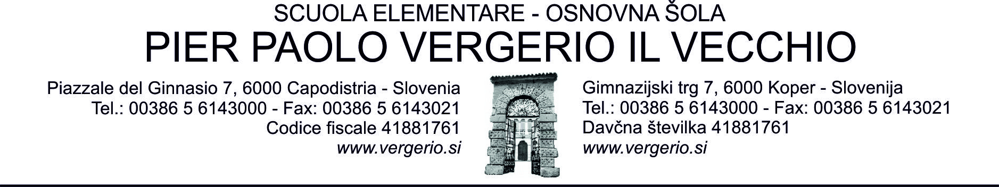 SCUOLA ELEMENTARE - OSNOVNA ŠOLA
PIER PAOLO VERGERIO IL VECCHIO
Piazzale del Ginnasio 7, 6000 Capodistria - Slovenia
Tel.: 00386 5 6143000 - Fax: 00386 5 6143021
Codice fiscale 41881761
www.vergerio.si
Gimnazijski trg 7, 6000 Koper - Slovenija
Tel.: 00386 5 6143000 - Fax: 00386 5 6143021
Davčna številka 41881761
www.vergerio.si